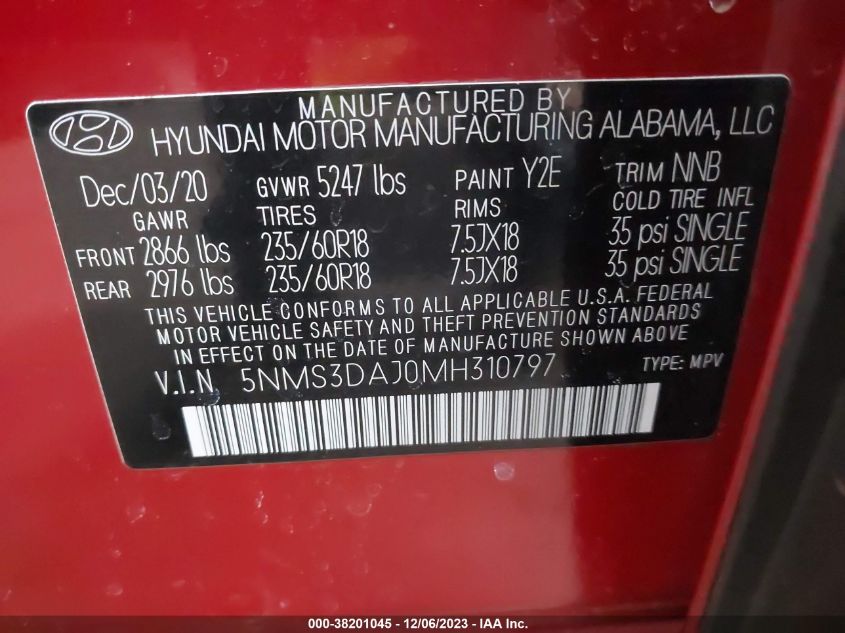 MANUFACTURED BY
HYUNDAI MOTOR MANUFACTURING ALABAMA, LLC
Dec/03/20 GVWR 5247 lbs PAINT Y2E TRIM NNB
GAWR TIRES RIMS COLD TIRE INFL
FRONT 2866 lbs 235/60R18 7.5JX18 35 psi SINGLE
REAR 2976 lbs 235/60R18 7.5JX18 35 psi SINGLE
THIS VEHICLE CONFORMS TO ALL APPLICABLE U.S.A. FEDERAL
MOTOR VEHICLE SAFETY AND THEFT PREVENTION STANDARDS
IN EFFECT ON THE DATE OF MANUFACTURE SHOWN ABOVE
V.I.N 5NMS3DAJ0MH310797 TYPE: MPV
000-38201045 - 12/06/2023 - IAA Inc.